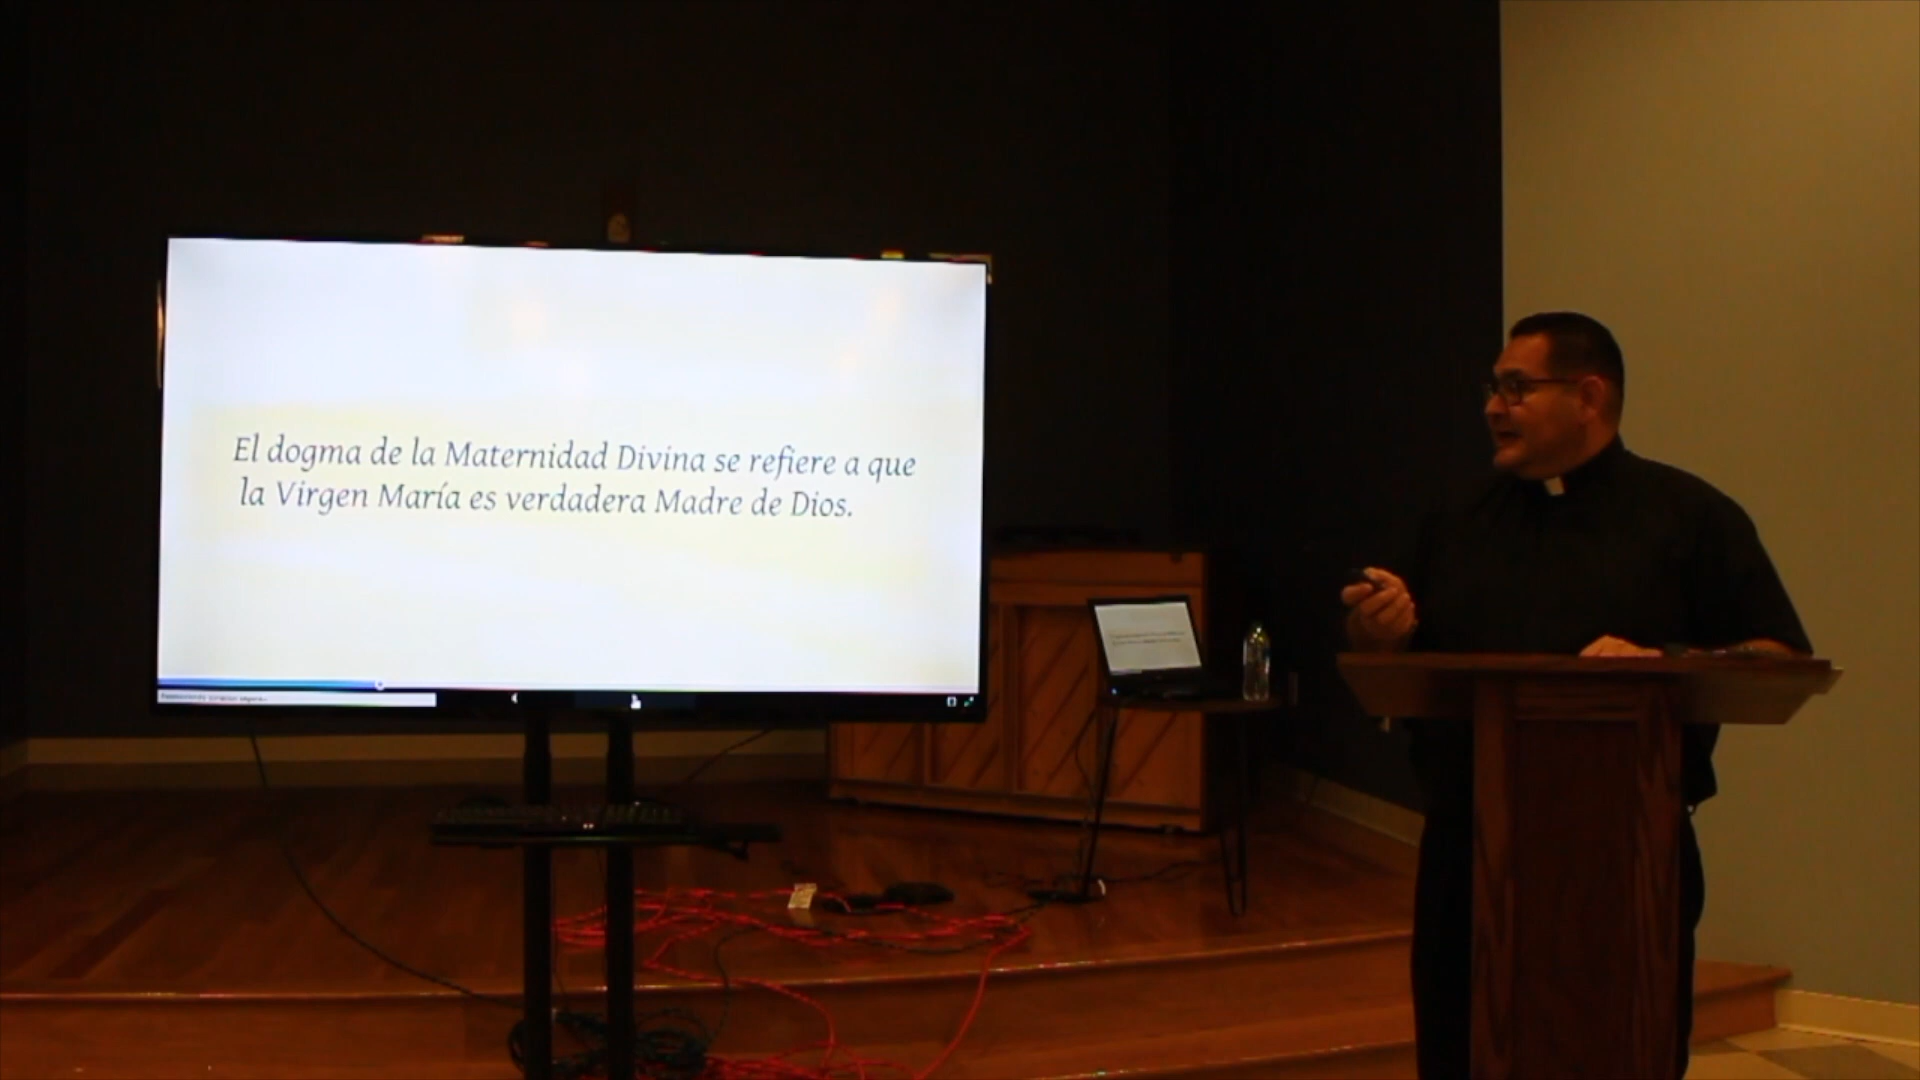 El dogma de la Maternidad Divina se refiere a que
la Virgen María es verdadera Madre de Dios.